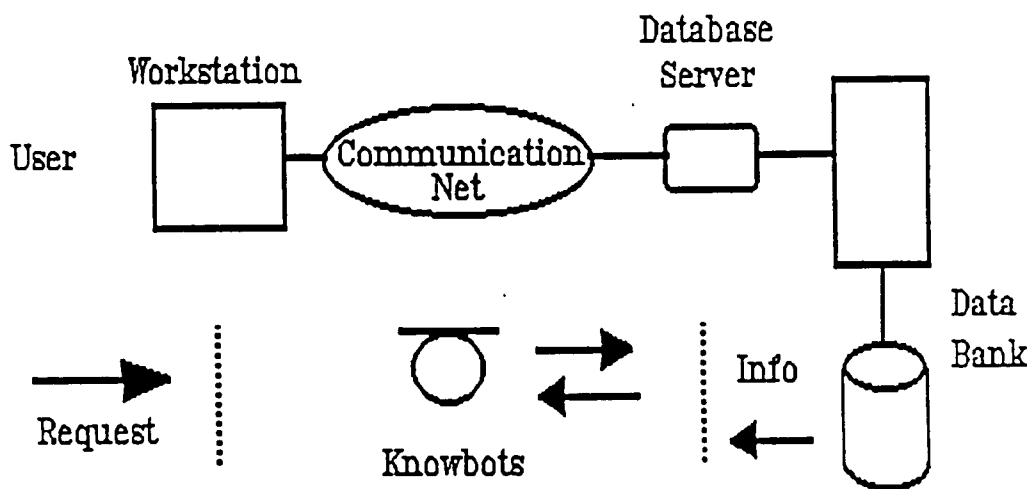 Database
Server
Workstation
User
Communication
Net
Data
Bank
Info
Request
Knowbots